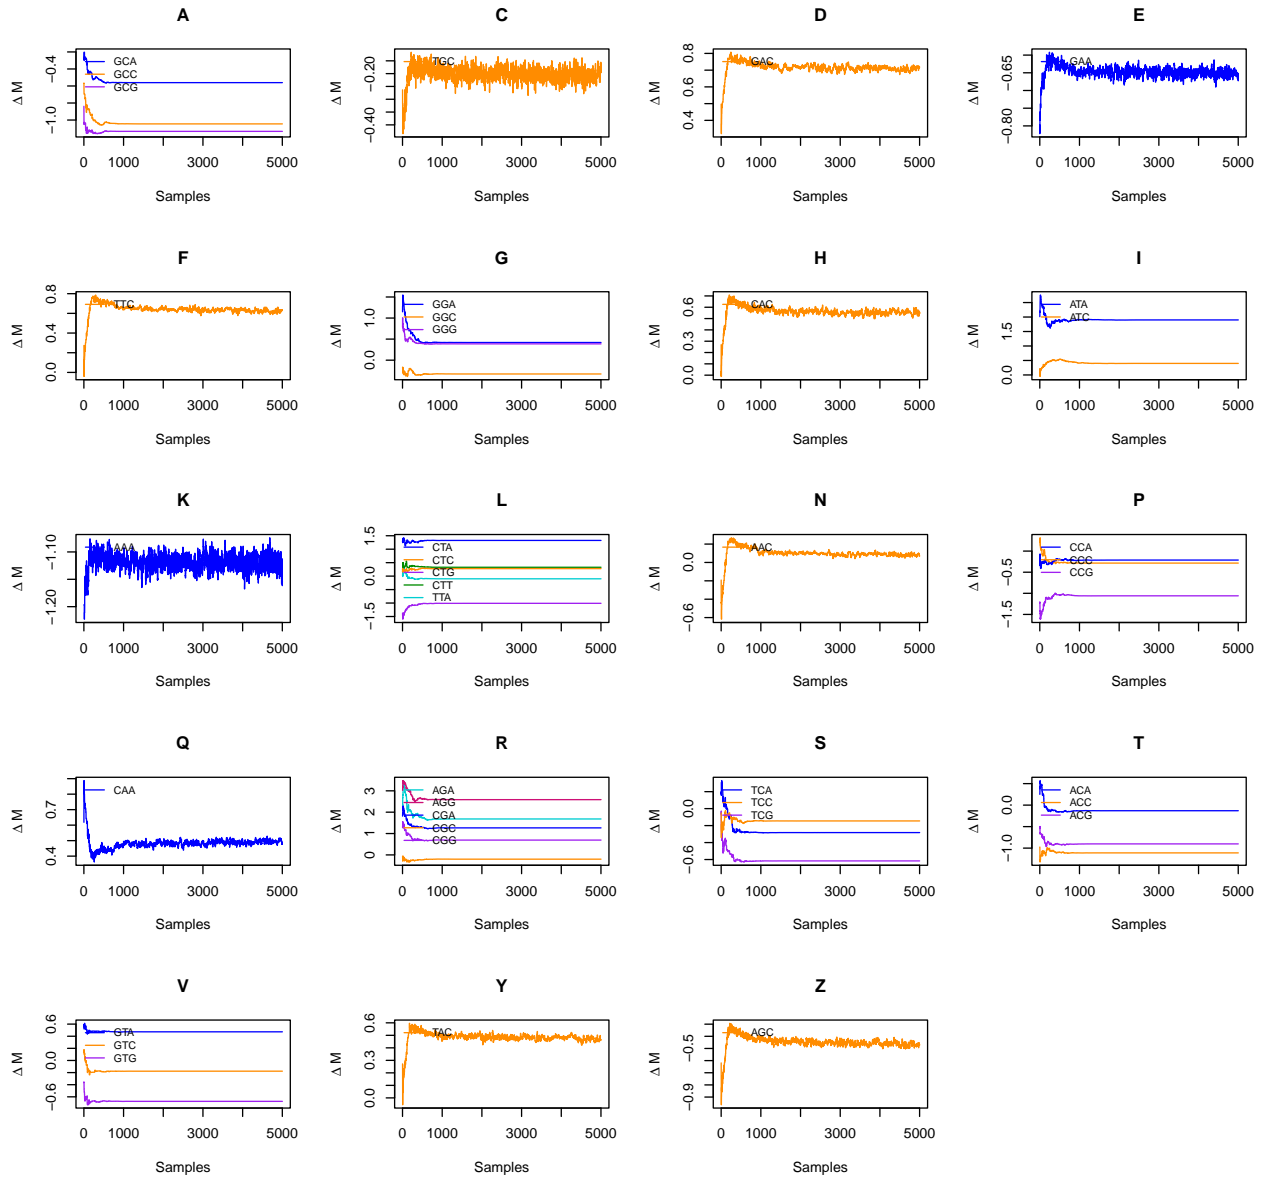 A
ΔM
−0.4
−1.0
GCA
GCC
GCG
0 1000 3000 5000
Samples
C
ΔM
−0.20
−0.40
TGC
0 1000 3000 5000
Samples
D
ΔM
0.8
0.6
0.4
GAC
0 1000 3000 5000
Samples
E
ΔM
−0.65
−0.80
GAA
0 1000 3000 5000
Samples
F
ΔM
0.8
0.4
0.0
TTC
0 1000 3000 5000
Samples
G
ΔM
1.0
0.0
GGA
GGC
GGG
0 1000 3000 5000
Samples
H
ΔM
0.6
0.3
0.0
CAC
0 1000 3000 5000
Samples
I
ΔM
1.5
0.0
ATA
ATC
0 1000 3000 5000
Samples
K
ΔM
−1.10
−1.20
AAA
0 1000 3000 5000
Samples
L
ΔM
1.5
0.0
−1.5
CTA
CTC
CTG
CTT
TTA
0 1000 3000 5000
Samples
N
ΔM
0.0
−0.6
AAC
0 1000 3000 5000
Samples
P
ΔM
−0.5
−1.5
CCA
CCC
CCG
0 1000 3000 5000
Samples
Q
ΔM
0.7
0.4
CAA
0 1000 3000 5000
Samples
R
ΔM
3
2
1
0
AGA
AGG
CGA
CGC
CGG
0 1000 3000 5000
Samples
S
ΔM
0.0
−0.6
TCA
TCC
TCG
0 1000 3000 5000
Samples
T
ΔM
0.0
−1.0
ACA
ACC
ACG
0 1000 3000 5000
Samples
V
ΔM
0.6
0.0
−0.6
GTA
GTC
GTG
0 1000 3000 5000
Samples
Y
ΔM
0.6
0.3
0.0
TAC
0 1000 3000 5000
Samples
Z
ΔM
−0.5
−0.9
AGC
0 1000 3000 5000
Samples